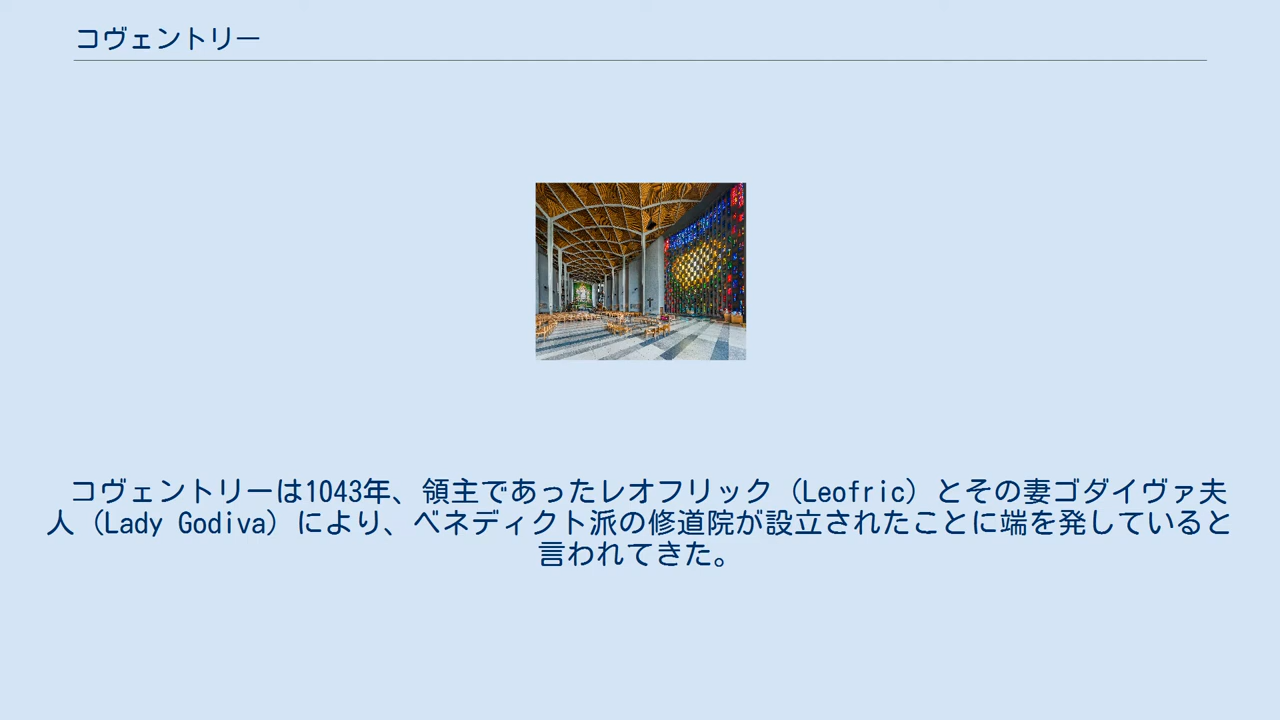 コヴェントリー
コヴェントリーは1043年、領主であったレオフリック（Leofric）とその妻ゴダイヴァ夫
人（Lady Godiva）により、ベネディクト派の修道院が設立されたことに端を発していると
言われてきた。